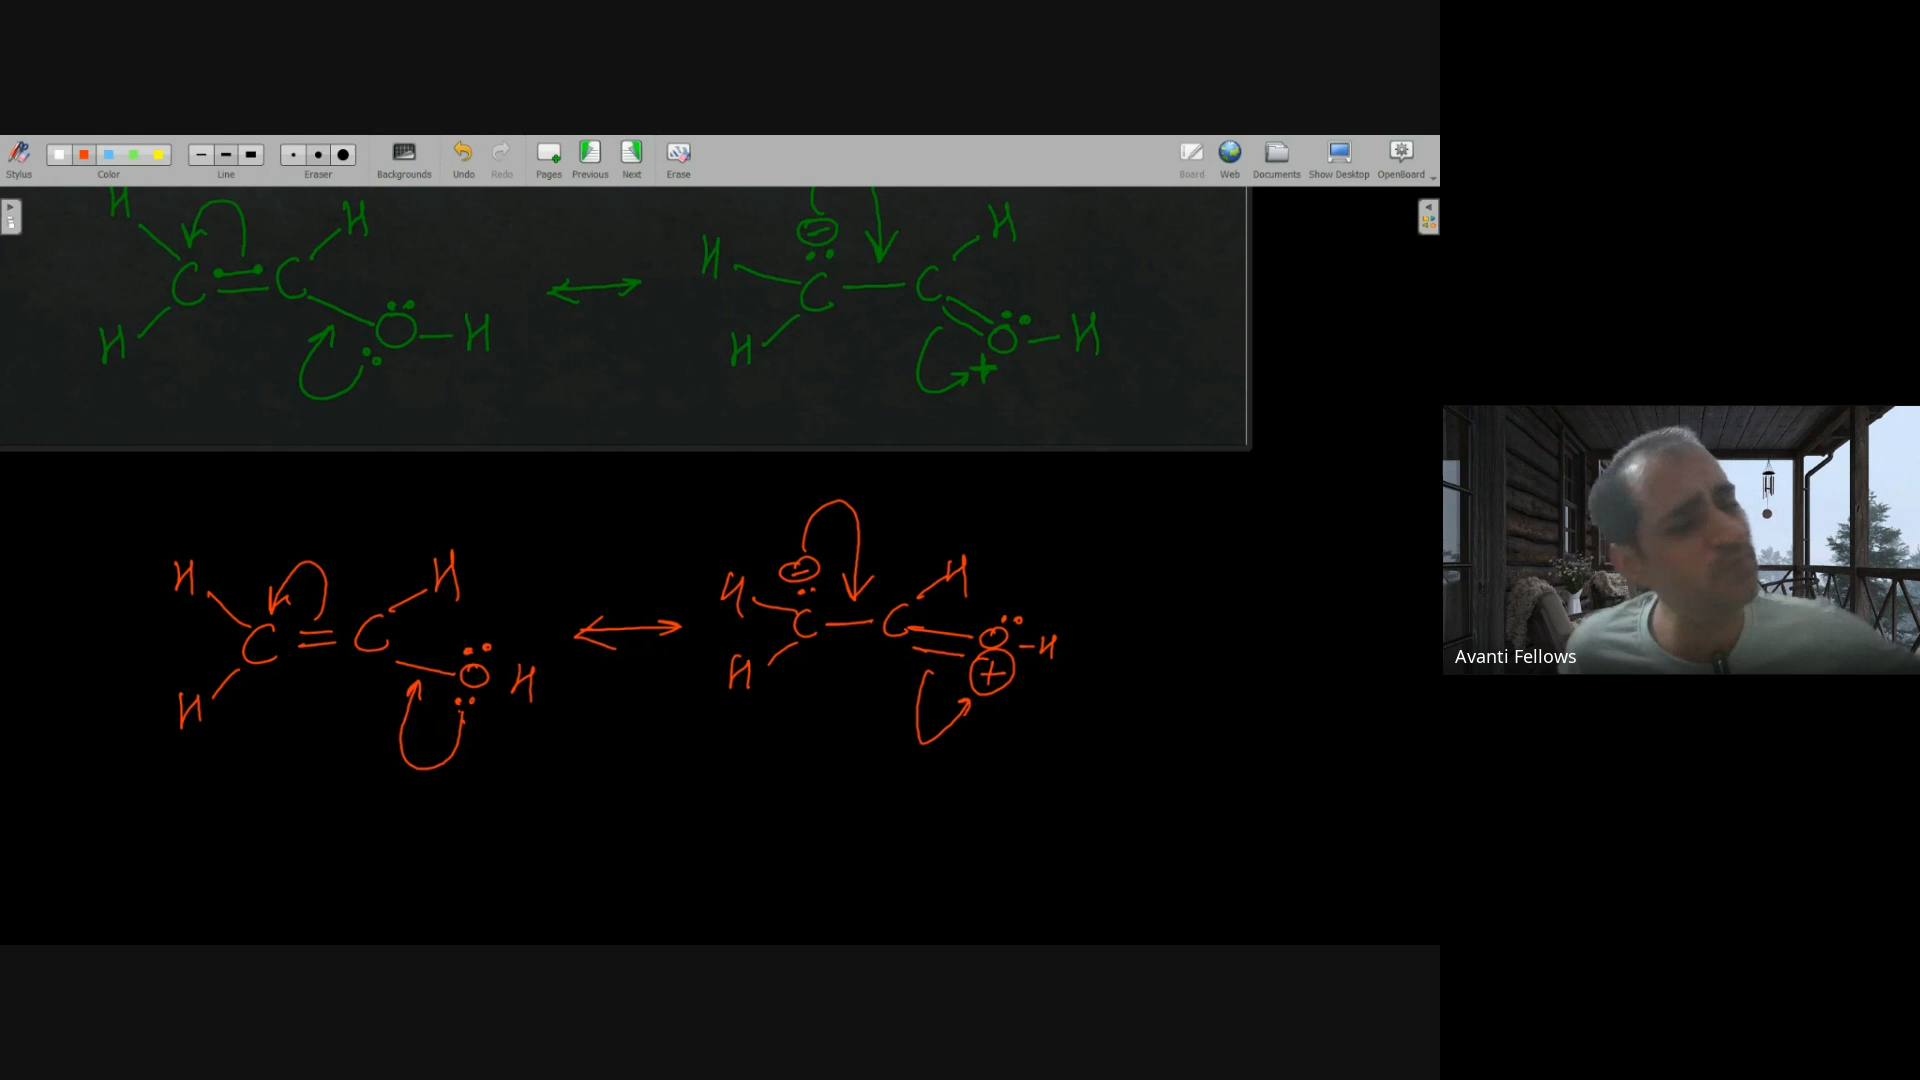 Stylus Color Line Eraser Backgrounds Undo Redo Pages Previous Next Erase Board Web Documents Show Desktop OpenBoard
H H H H
C = C C — C
O — H O — H
H H +
H H H H
C = C C — C
O H O — H
H H +
Avanti Fellows